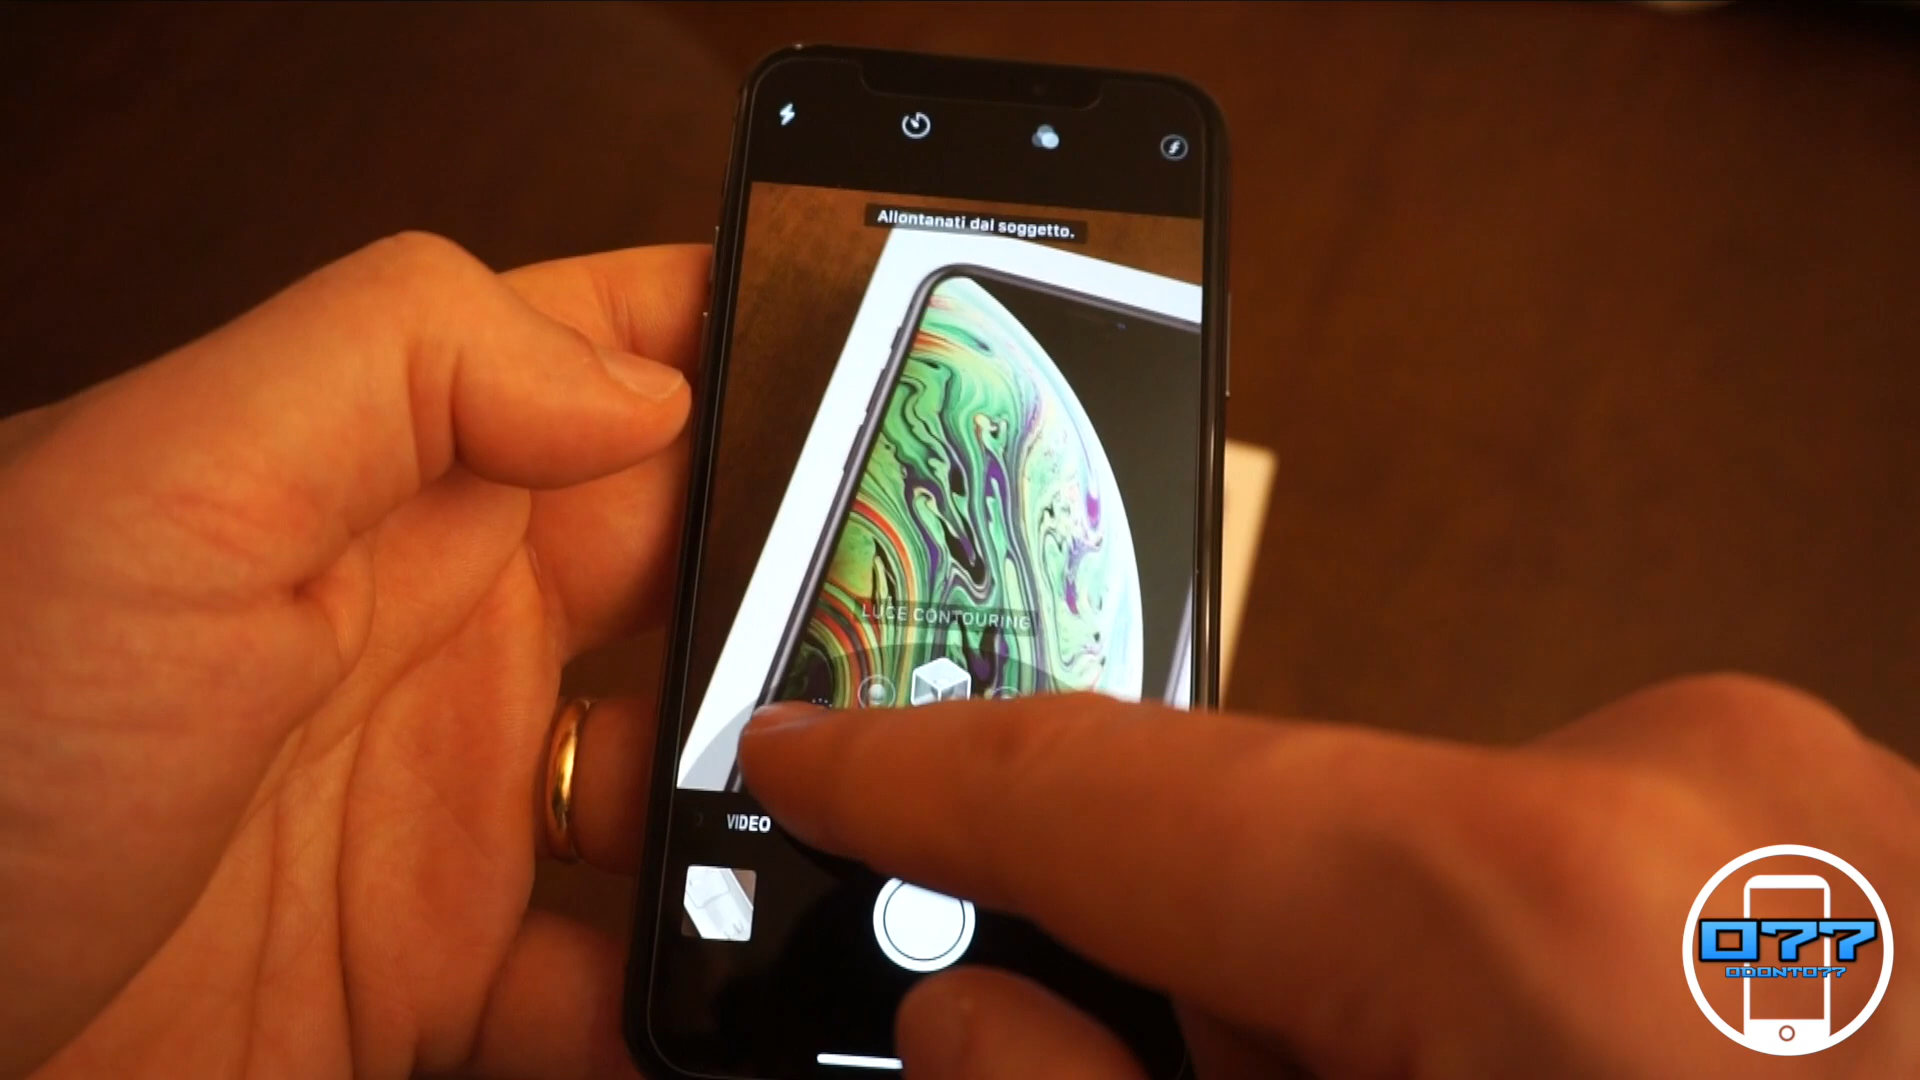 Allontanati dal soggetto.
LUCE CONTOURING
VIDEO
077
ODONTO77